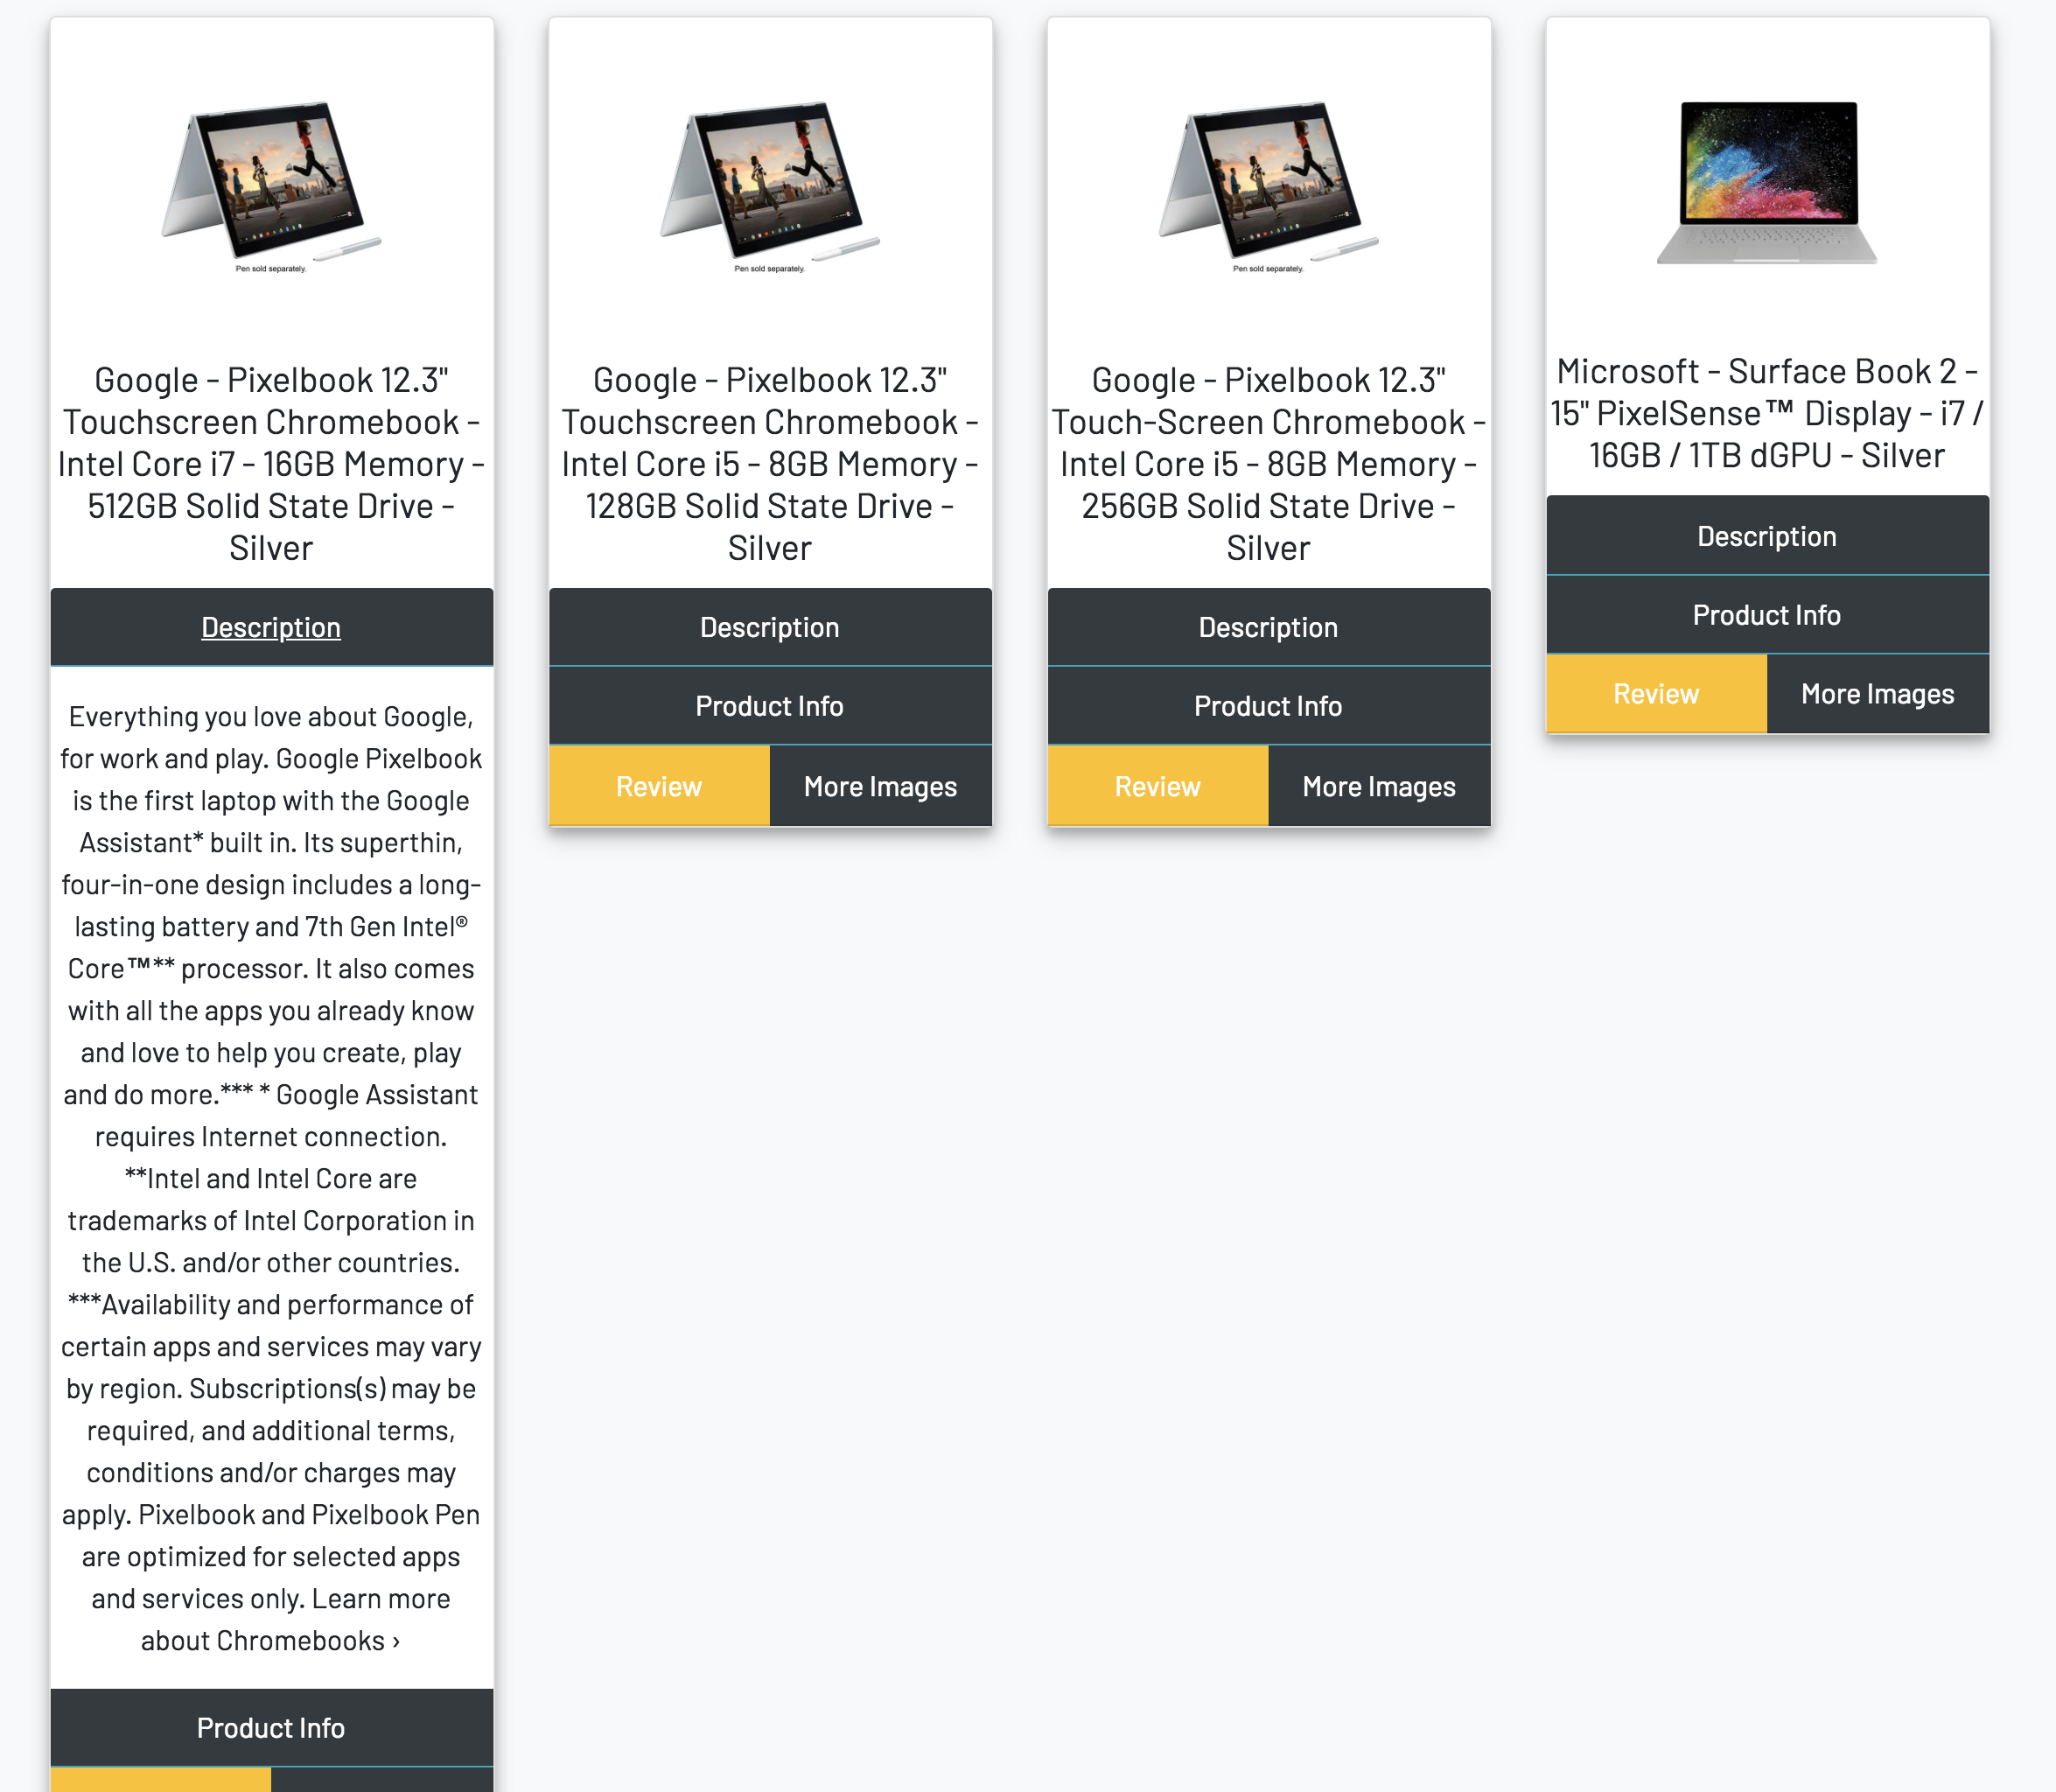 Pen sold separately.
Google - Pixelbook 12.3"
Touchscreen Chromebook -
Intel Core i7 - 16GB Memory -
512GB Solid State Drive -
Silver
Description
Everything you love about Google,
for work and play. Google Pixelbook
is the first laptop with the Google
Assistant* built in. Its superthin,
four-in-one design includes a long-
lasting battery and 7th Gen Intel®
Core™** processor. It also comes
with all the apps you already know
and love to help you create, play
and do more.*** * Google Assistant
requires Internet connection.
**Intel and Intel Core are
trademarks of Intel Corporation in
the U.S. and/or other countries.
***Availability and performance of
certain apps and services may vary
by region. Subscriptions(s) may be
required, and additional terms,
conditions and/or charges may
apply. Pixelbook and Pixelbook Pen
are optimized for selected apps
and services only. Learn more
about Chromebooks ›
Product Info
Pen sold separately.
Google - Pixelbook 12.3"
Touchscreen Chromebook -
Intel Core i5 - 8GB Memory -
128GB Solid State Drive -
Silver
Description
Product Info
Review
More Images
Pen sold separately.
Google - Pixelbook 12.3"
Touch-Screen Chromebook -
Intel Core i5 - 8GB Memory -
256GB Solid State Drive -
Silver
Description
Product Info
Review
More Images
Microsoft - Surface Book 2 -
15" PixelSense™ Display - i7 /
16GB / 1TB dGPU - Silver
Description
Product Info
Review
More Images